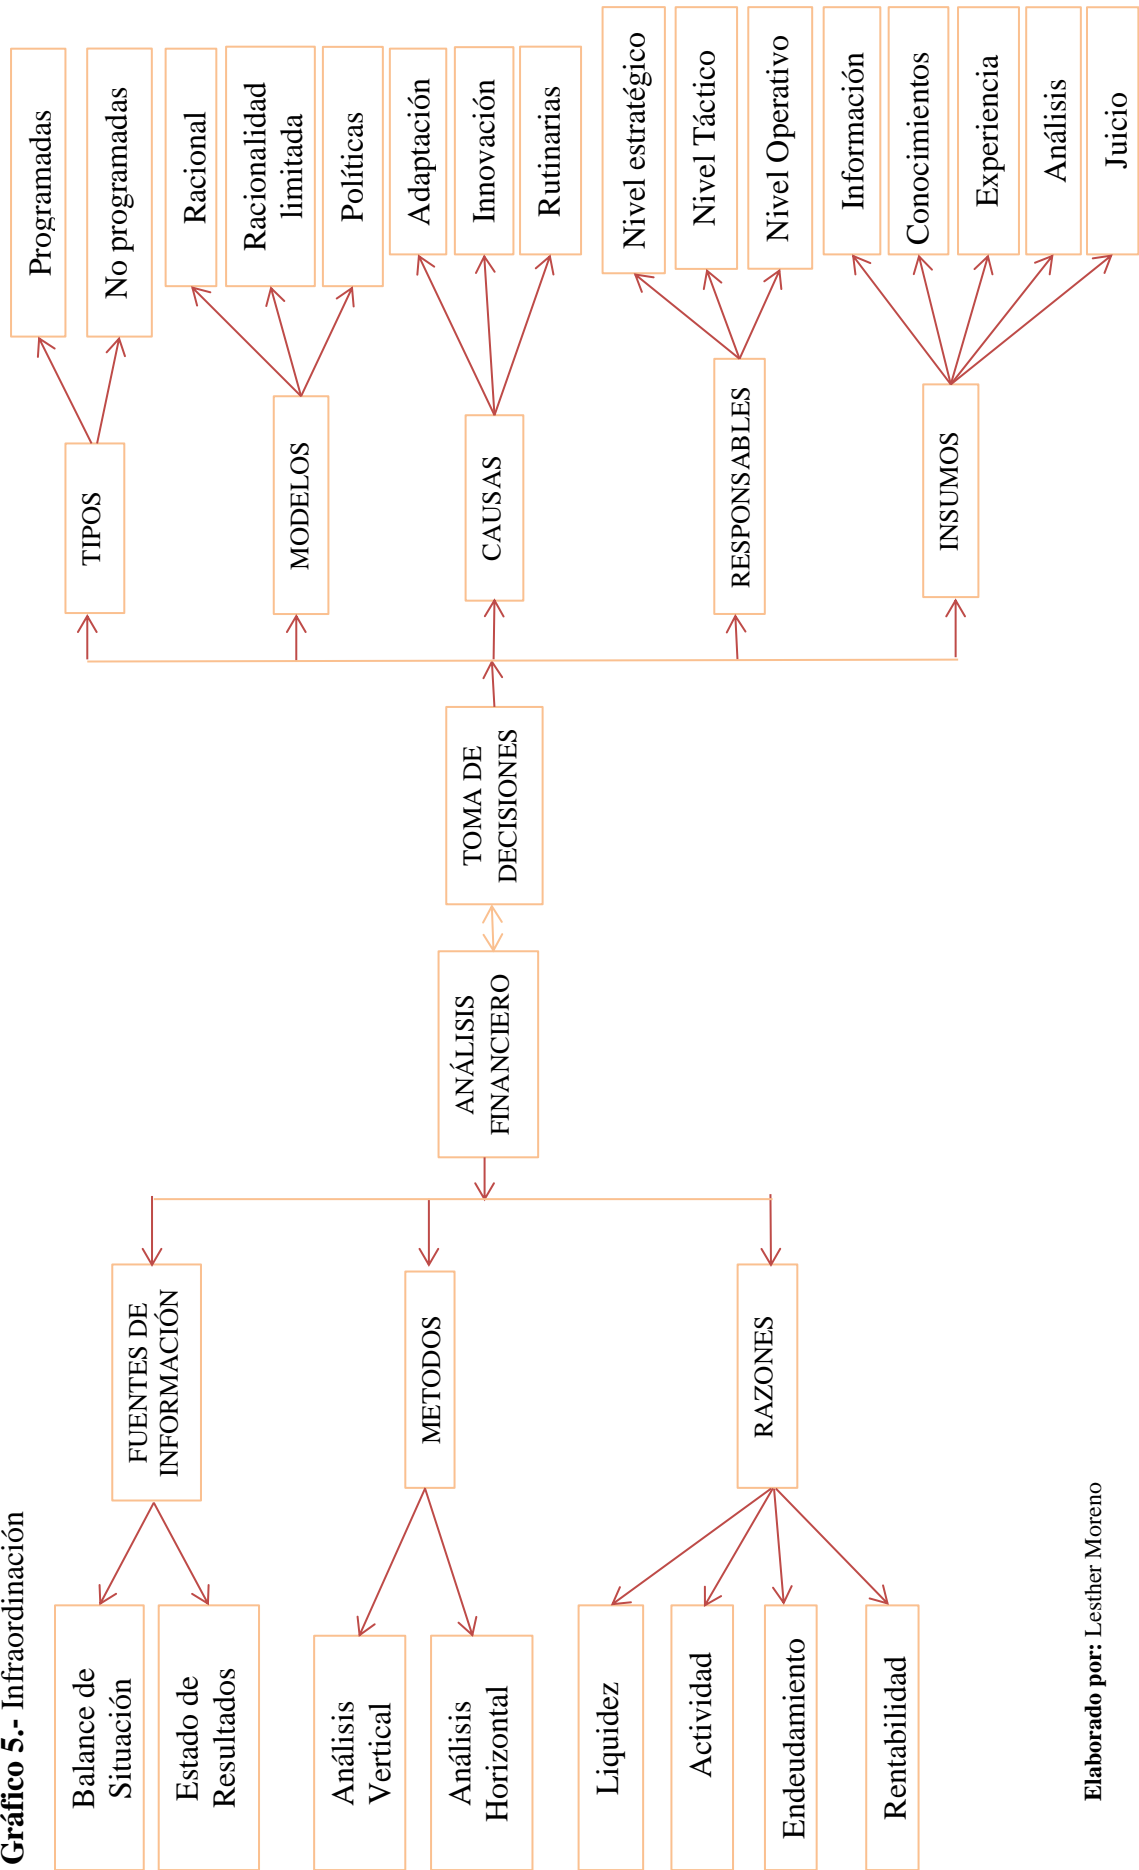 Gráfico 5.- Infraordinación
Balance de
Situación
Estado de
Resultados
Análisis
Vertical
Análisis
Horizontal
Liquidez
Actividad
Endeudamiento
Rentabilidad
FUENTES DE
INFORMACIÓN
METODOS
RAZONES
ANÁLISIS
FINANCIERO
TOMA DE
DECISIONES
TIPOS
MODELOS
CAUSAS
RESPONSABLES
INSUMOS
Programadas
No programadas
Racional
Racionalidad
limitada
Políticas
Adaptación
Innovación
Rutinarias
Nivel estratégico
Nivel Táctico
Nivel Operativo
Información
Conocimientos
Experiencia
Análisis
Juicio
Elaborado por: Lesther Moreno